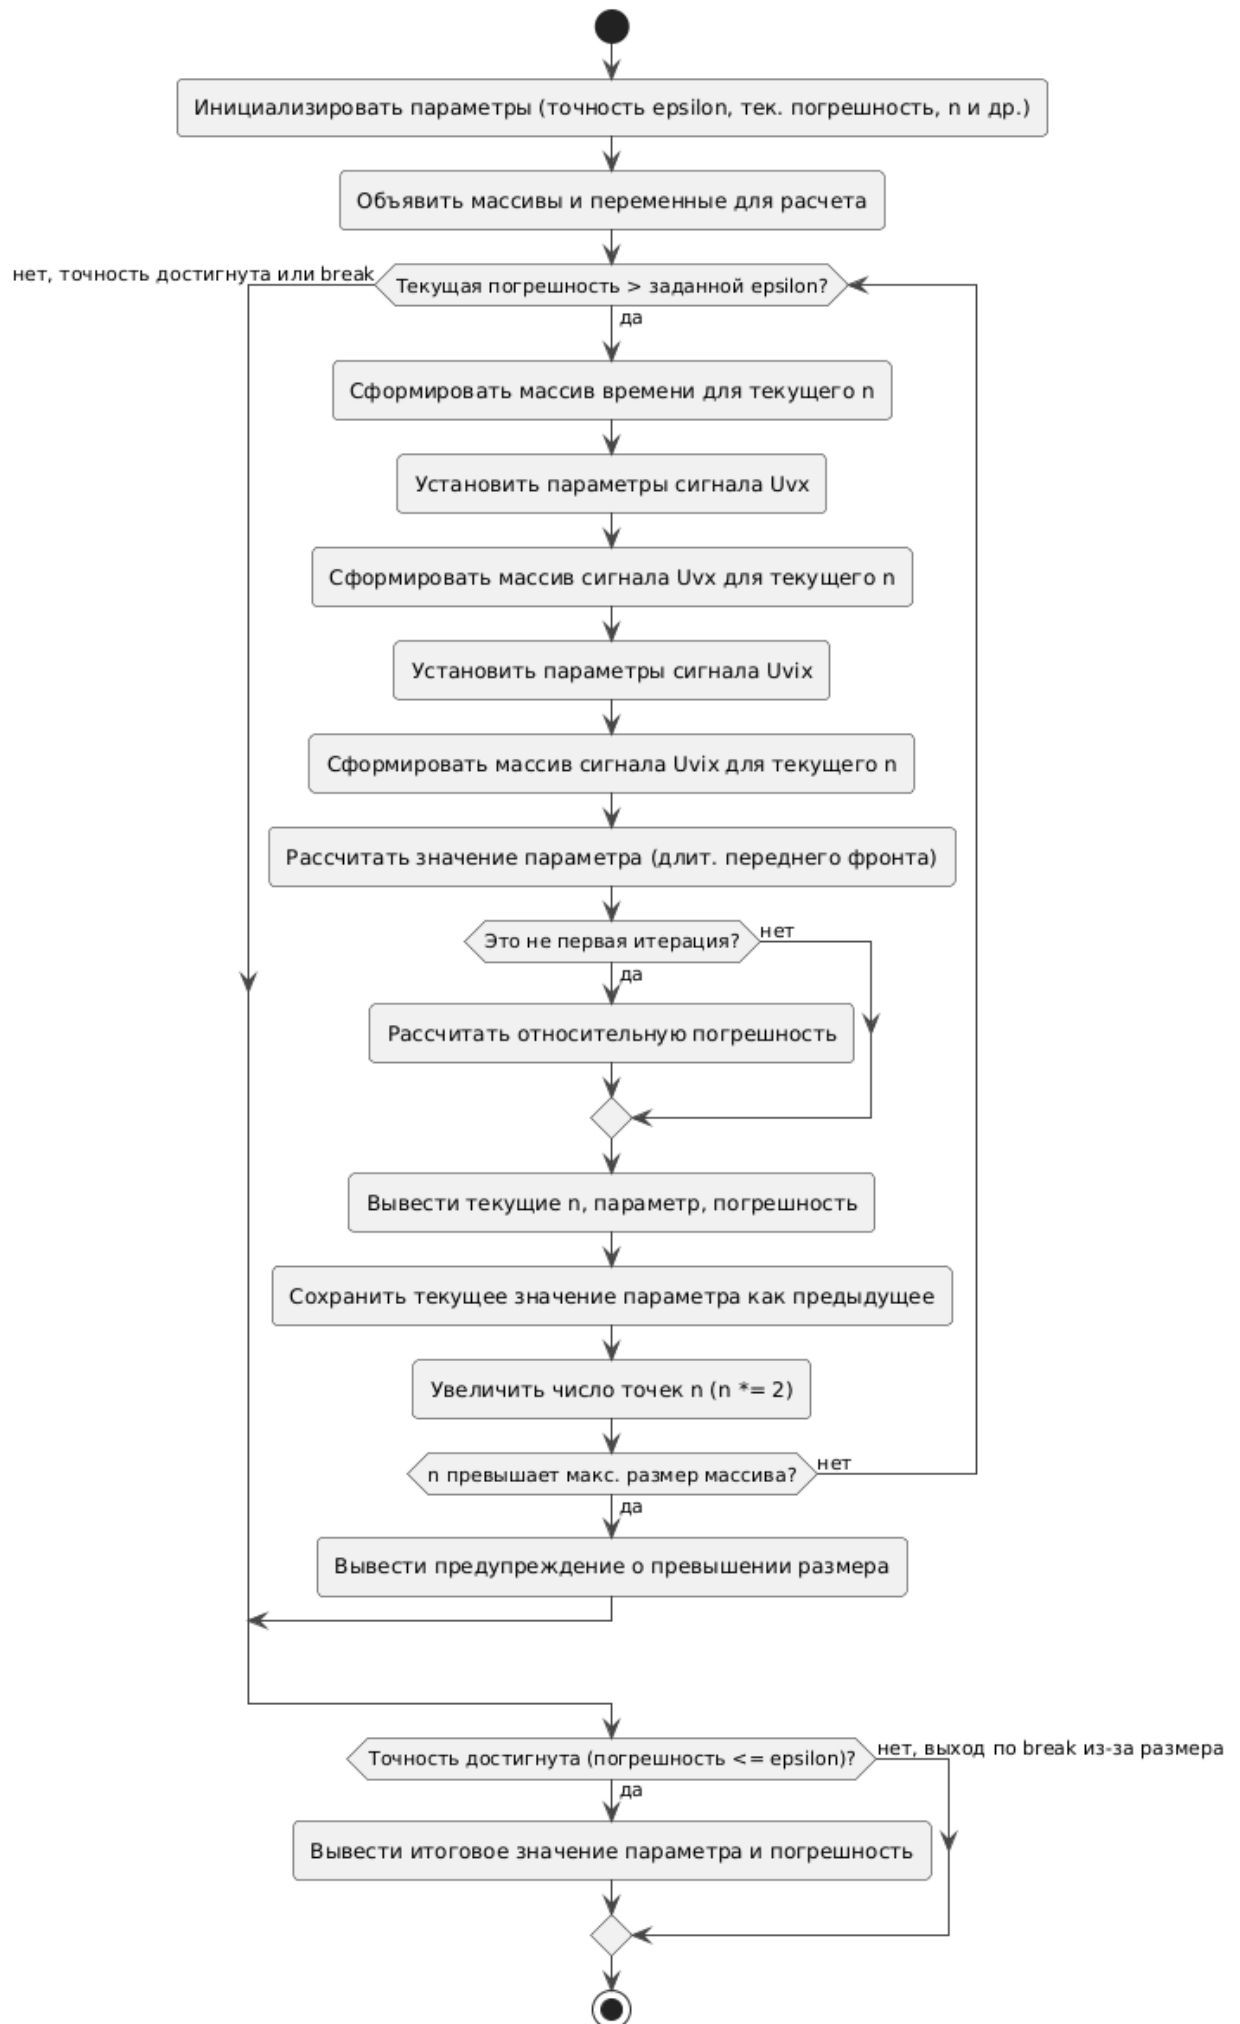 Инициализировать параметры (точность epsilon, тек. погрешность, n и др.)
Объявить массивы и переменные для расчета
нет, точность достигнута или break
Текущая погрешность > заданной epsilon?
да
Сформировать массив времени для текущего n
Установить параметры сигнала Uvx
Сформировать массив сигнала Uvx для текущего n
Установить параметры сигнала Uvix
Сформировать массив сигнала Uvix для текущего n
Рассчитать значение параметра (длит. переднего фронта)
Это не первая итерация?
нет
да
Рассчитать относительную погрешность
Вывести текущие n, параметр, погрешность
Сохранить текущее значение параметра как предыдущее
Увеличить число точек n (n *= 2)
n превышает макс. размер массива?
нет
да
Вывести предупреждение о превышении размера
Точность достигнута (погрешность <= epsilon)?
нет, выход по break из-за размера
да
Вывести итоговое значение параметра и погрешность